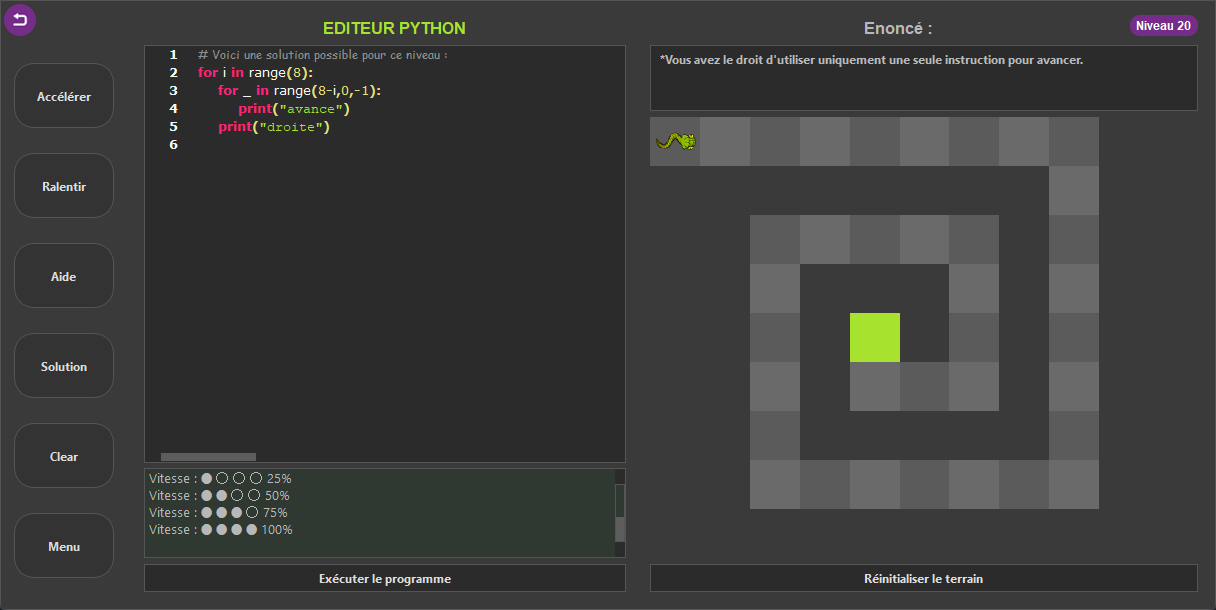 EDITEUR PYTHON
Enoncé :
Niveau 20
Accélérer
Ralentir
Aide
Solution
Clear
Menu
1 # Voici une solution possible pour ce niveau :
2 for i in range(8):
3 for _ in range(8-i,0,-1):
4 print("avance")
5 print("droite")
6
Vitesse : ● ○ ○ ○ 25%
Vitesse : ● ● ○ ○ 50%
Vitesse : ● ● ● ○ 75%
Vitesse : ● ● ● ● 100%
Exécuter le programme
*Vous avez le droit d'utiliser uniquement une seule instruction pour avancer.
Réinitialiser le terrain